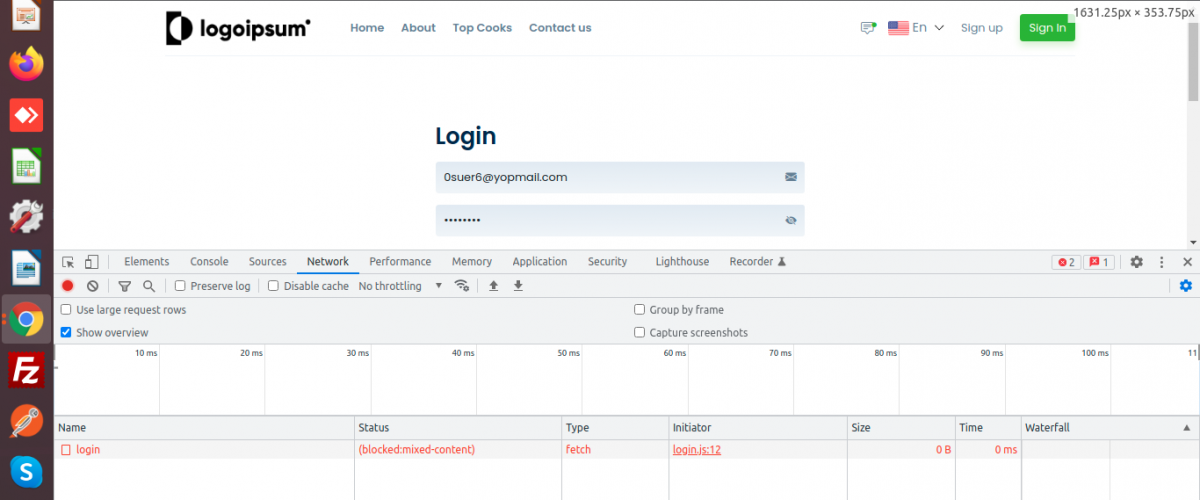 1631.25px × 353.75px
logoipsum
Home About Top Cooks Contact us En Sign up Sign In
Login
0suer6@yopmail.com
••••••••
Elements Console Sources Network Performance Memory Application Security Lighthouse Recorder 2 1
Preserve log Disable cache No throttling
Use large request rows Group by frame
Show overview Capture screenshots
10 ms 20 ms 30 ms 40 ms 50 ms 60 ms 70 ms 80 ms 90 ms 100 ms 11
Name Status Type Initiator Size Time Waterfall
login (blocked:mixed-content) fetch login.js:12 0 B 0 ms
Fz
S